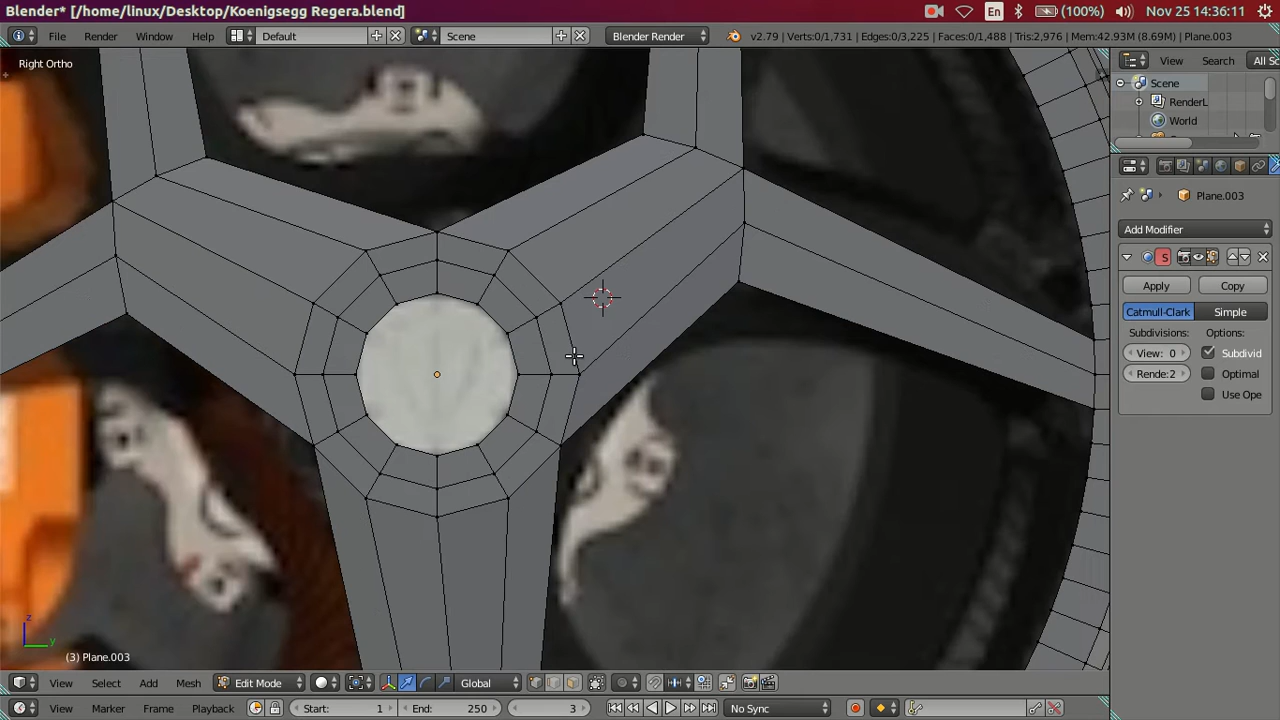 Blender* [/home/linux/Desktop/Koenigsegg Regera.blend]
En
(100%)
Nov 25 14:36:11
File
Render
Window
Help
Default
Scene
Blender Render
v2.79 | Verts:0/1,731 | Edges:0/3,225 | Faces:0/1,488 | Tris:2,976 | Mem:42.93M (8.69M) | Plane.003
Right Ortho
View
Search
All Sc
Scene
RenderL
World
Plane.003
Add Modifier
S
Apply
Copy
Catmull-Clark
Simple
Subdivisions:
Options:
View: 0
Subdivid
Rende:2
Optimal
Use Ope
z
y
(3) Plane.003
View
Select
Add
Mesh
Edit Mode
Global
View
Marker
Frame
Playback
Start:
1
End:
250
3
No Sync